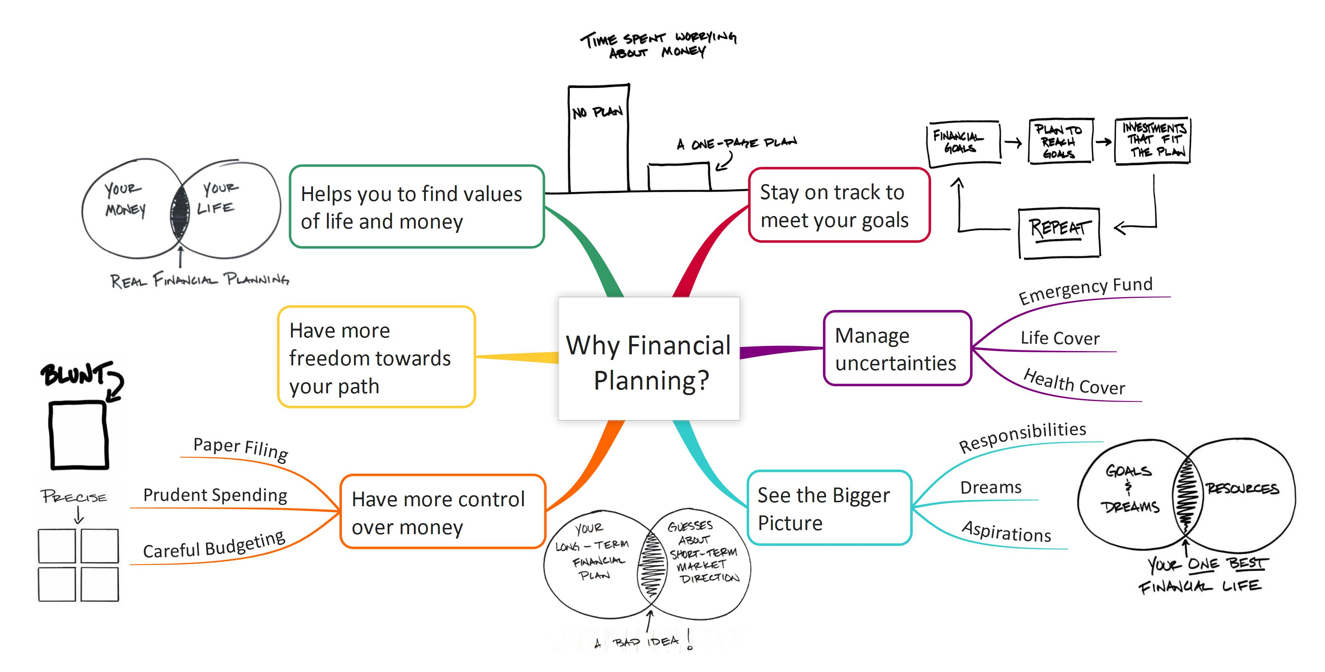 TIME SPENT WORRYING
ABOUT MONEY
NO PLAN
A ONE-PAGE PLAN
FINANCIAL
GOALS
PLAN TO
REACH
GOALS
INVESTMENTS
THAT FIT
THE PLAN
REPEAT
YOUR
MONEY
YOUR
LIFE
REAL FINANCIAL PLANNING
Helps you to find values
of life and money
Stay on track to
meet your goals
Why Financial
Planning?
Have more
freedom towards
your path
Manage
uncertainties
Emergency Fund
Life Cover
Health Cover
BLUNT
PRECISE
Paper Filing
Prudent Spending
Careful Budgeting
Have more control
over money
YOUR
LONG-TERM
FINANCIAL
PLAN
GUESSES
ABOUT
SHORT-TERM
MARKET
DIRECTION
A BAD IDEA!
See the Bigger
Picture
Responsibilities
Dreams
Aspirations
GOALS
&
DREAMS
RESOURCES
YOUR ONE BEST
FINANCIAL LIFE